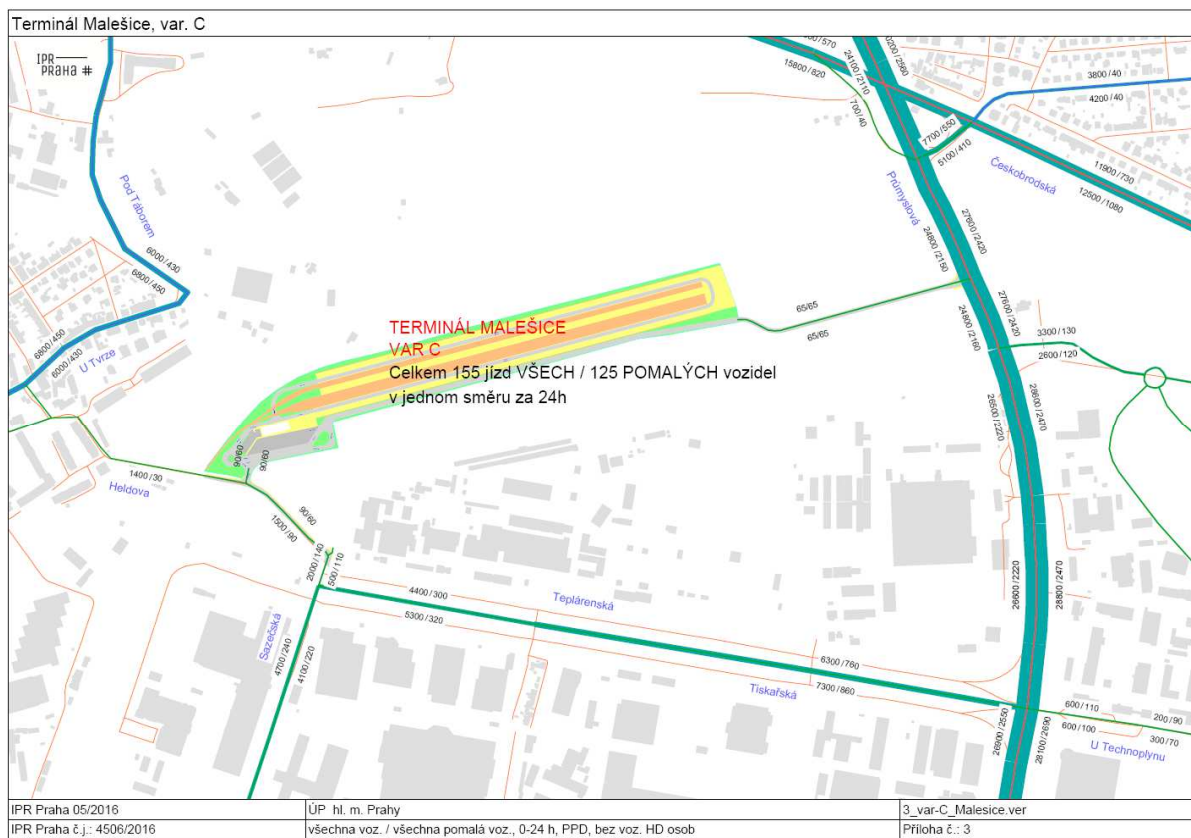 Terminál Malešice, var. C
IPR
PRAHA #
15800/820
24100/2110
700/40
7700/550
5100/410
3800/40
4200/40
Českobrodská
11900/730
12500/1080
Průmyslová
27600/2420
24800/2150
Pod Táborem
6000/430
6800/450
6800/450
6000/430
U Tvrze
TERMINÁL MALEŠICE
VAR C
Celkem 155 jízd VŠECH / 125 POMALÝCH vozidel
v jednom směru za 24h
65/65
65/65
27600/2420
24800/2160
3300/130
2600/120
28800/2470
26500/2220
90/60
90/60
1400/30
Heldova
90/60
1500/90
2000/140
500/110
4400/300
5300/320
Teplárenská
Sazečská
4700/240
4100/220
6300/760
7300/860
Tiskařská
26600/2220
28800/2470
600/110
600/100
200/90
300/70
U Technoplynu
26900/2550
28100/2690
IPR Praha 05/2016
ÚP hl. m. Prahy
3_var-C_Malesice.ver
IPR Praha č.j.: 4506/2016
všechna voz. / všechna pomalá voz., 0-24 h, PPD, bez voz. HD osob
Příloha č.: 3